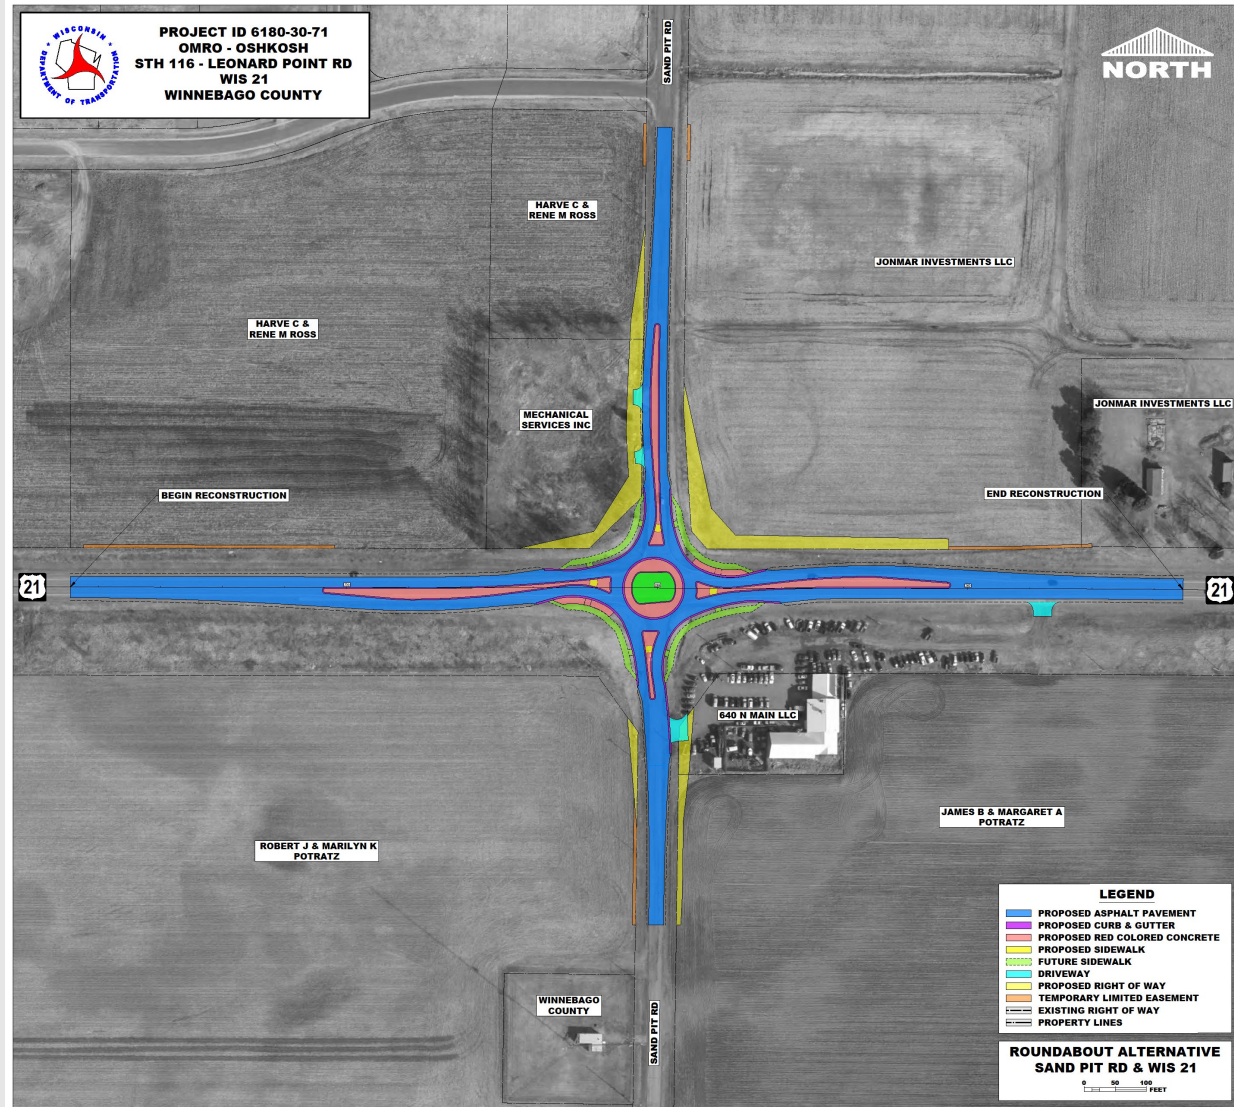 WISCONSIN
DEPARTMENT OF TRANSPORTATION
PROJECT ID 6180-30-71
OMRO - OSHKOSH
STH 116 - LEONARD POINT RD
WIS 21
WINNEBAGO COUNTY
SAND PIT RD
NORTH
HARVE C &
RENE M ROSS
JONMAR INVESTMENTS LLC
HARVE C &
RENE M ROSS
MECHANICAL
SERVICES INC
JONMAR INVESTMENTS LLC
BEGIN RECONSTRUCTION
END RECONSTRUCTION
21
21
640 N MAIN LLC
JAMES B & MARGARET A
POTRATZ
ROBERT J & MARILYN K
POTRATZ
WINNEBAGO
COUNTY
SAND PIT RD
LEGEND
PROPOSED ASPHALT PAVEMENT
PROPOSED CURB & GUTTER
PROPOSED RED COLORED CONCRETE
PROPOSED SIDEWALK
FUTURE SIDEWALK
DRIVEWAY
PROPOSED RIGHT OF WAY
TEMPORARY LIMITED EASEMENT
EXISTING RIGHT OF WAY
PROPERTY LINES
ROUNDABOUT ALTERNATIVE
SAND PIT RD & WIS 21
0 50 100
FEET